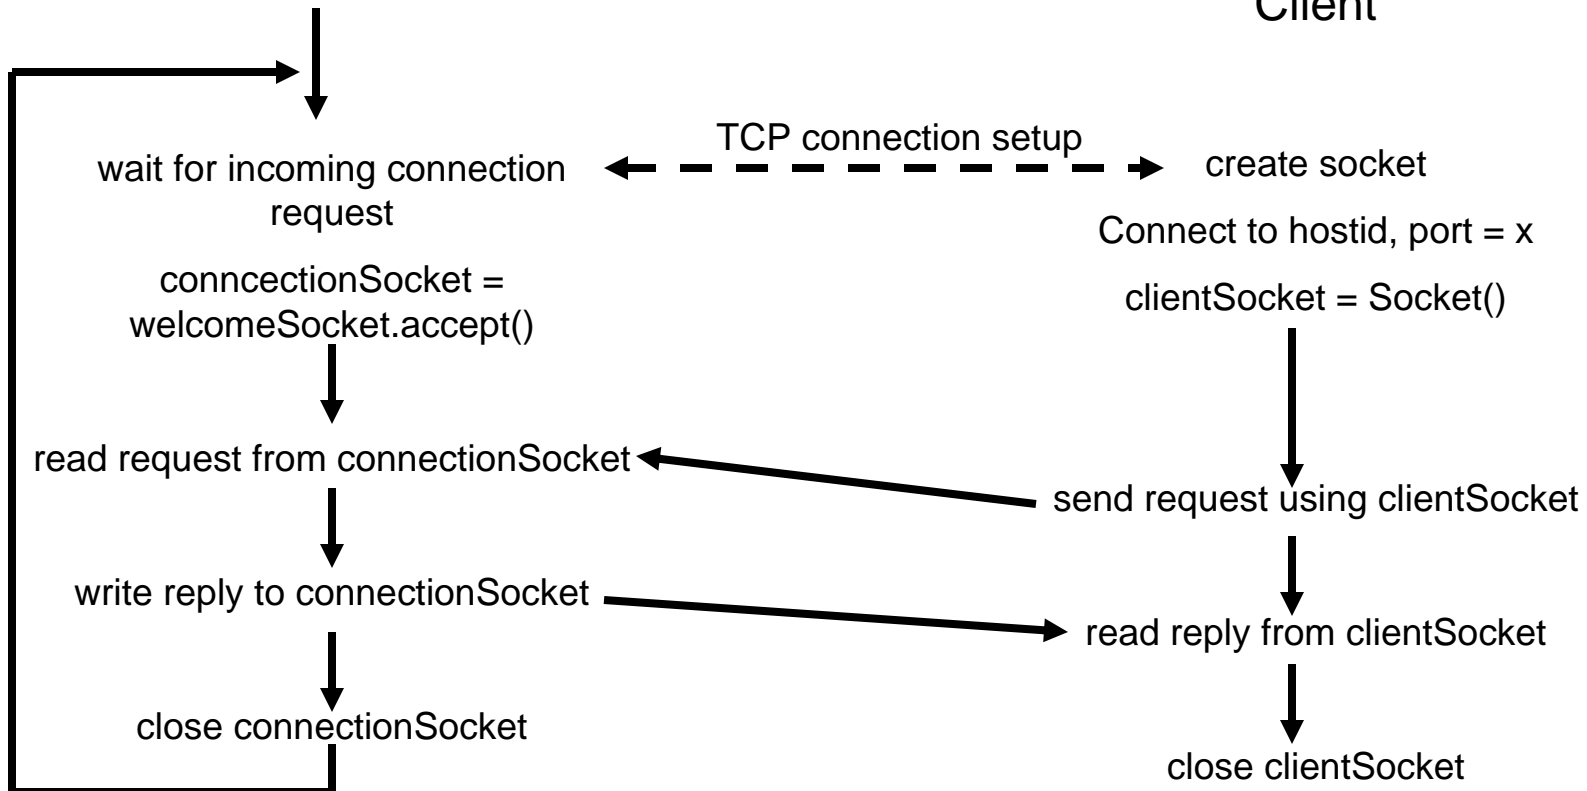 Client
TCP connection setup
wait for incoming connection
request
conncectionSocket =
welcomeSocket.accept()
create socket
Connect to hostid, port = x
clientSocket = Socket()
read request from connectionSocket
send request using clientSocket
write reply to connectionSocket
read reply from clientSocket
close connectionSocket
close clientSocket